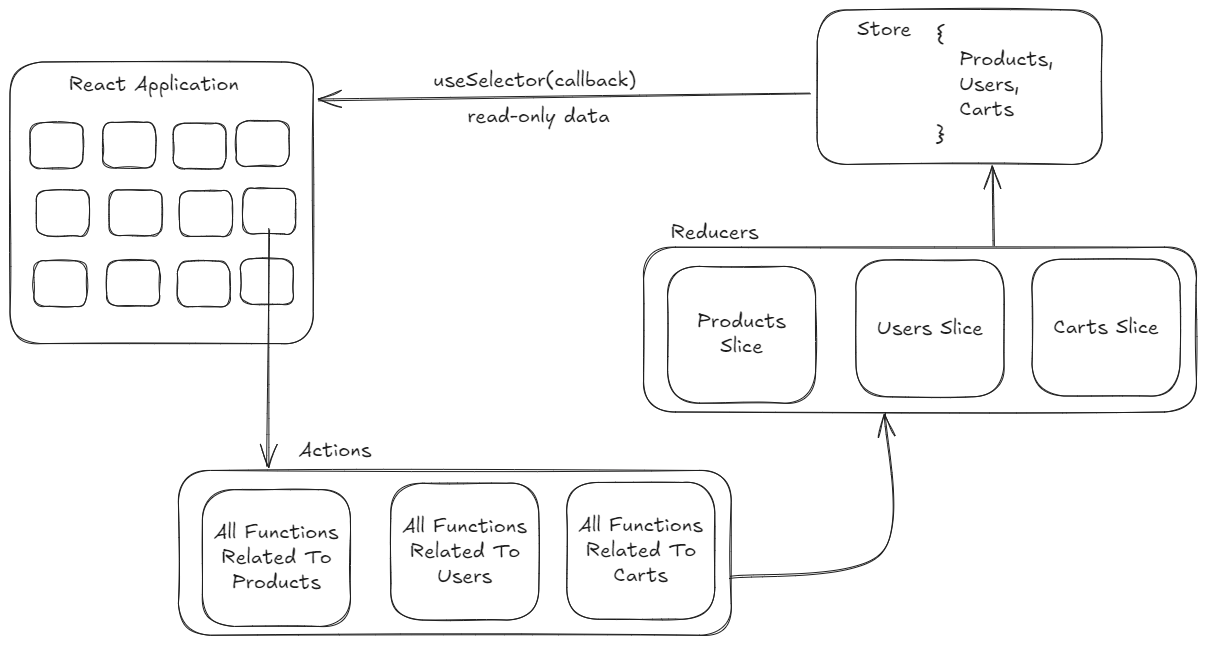 Store {
Products,
Users,
Carts
}
React Application
useSelector(callback)
read-only data
Reducers
Products
Slice
Users Slice
Carts Slice
Actions
All Functions
Related To
Products
All Functions
Related To
Users
All Functions
Related To
Carts